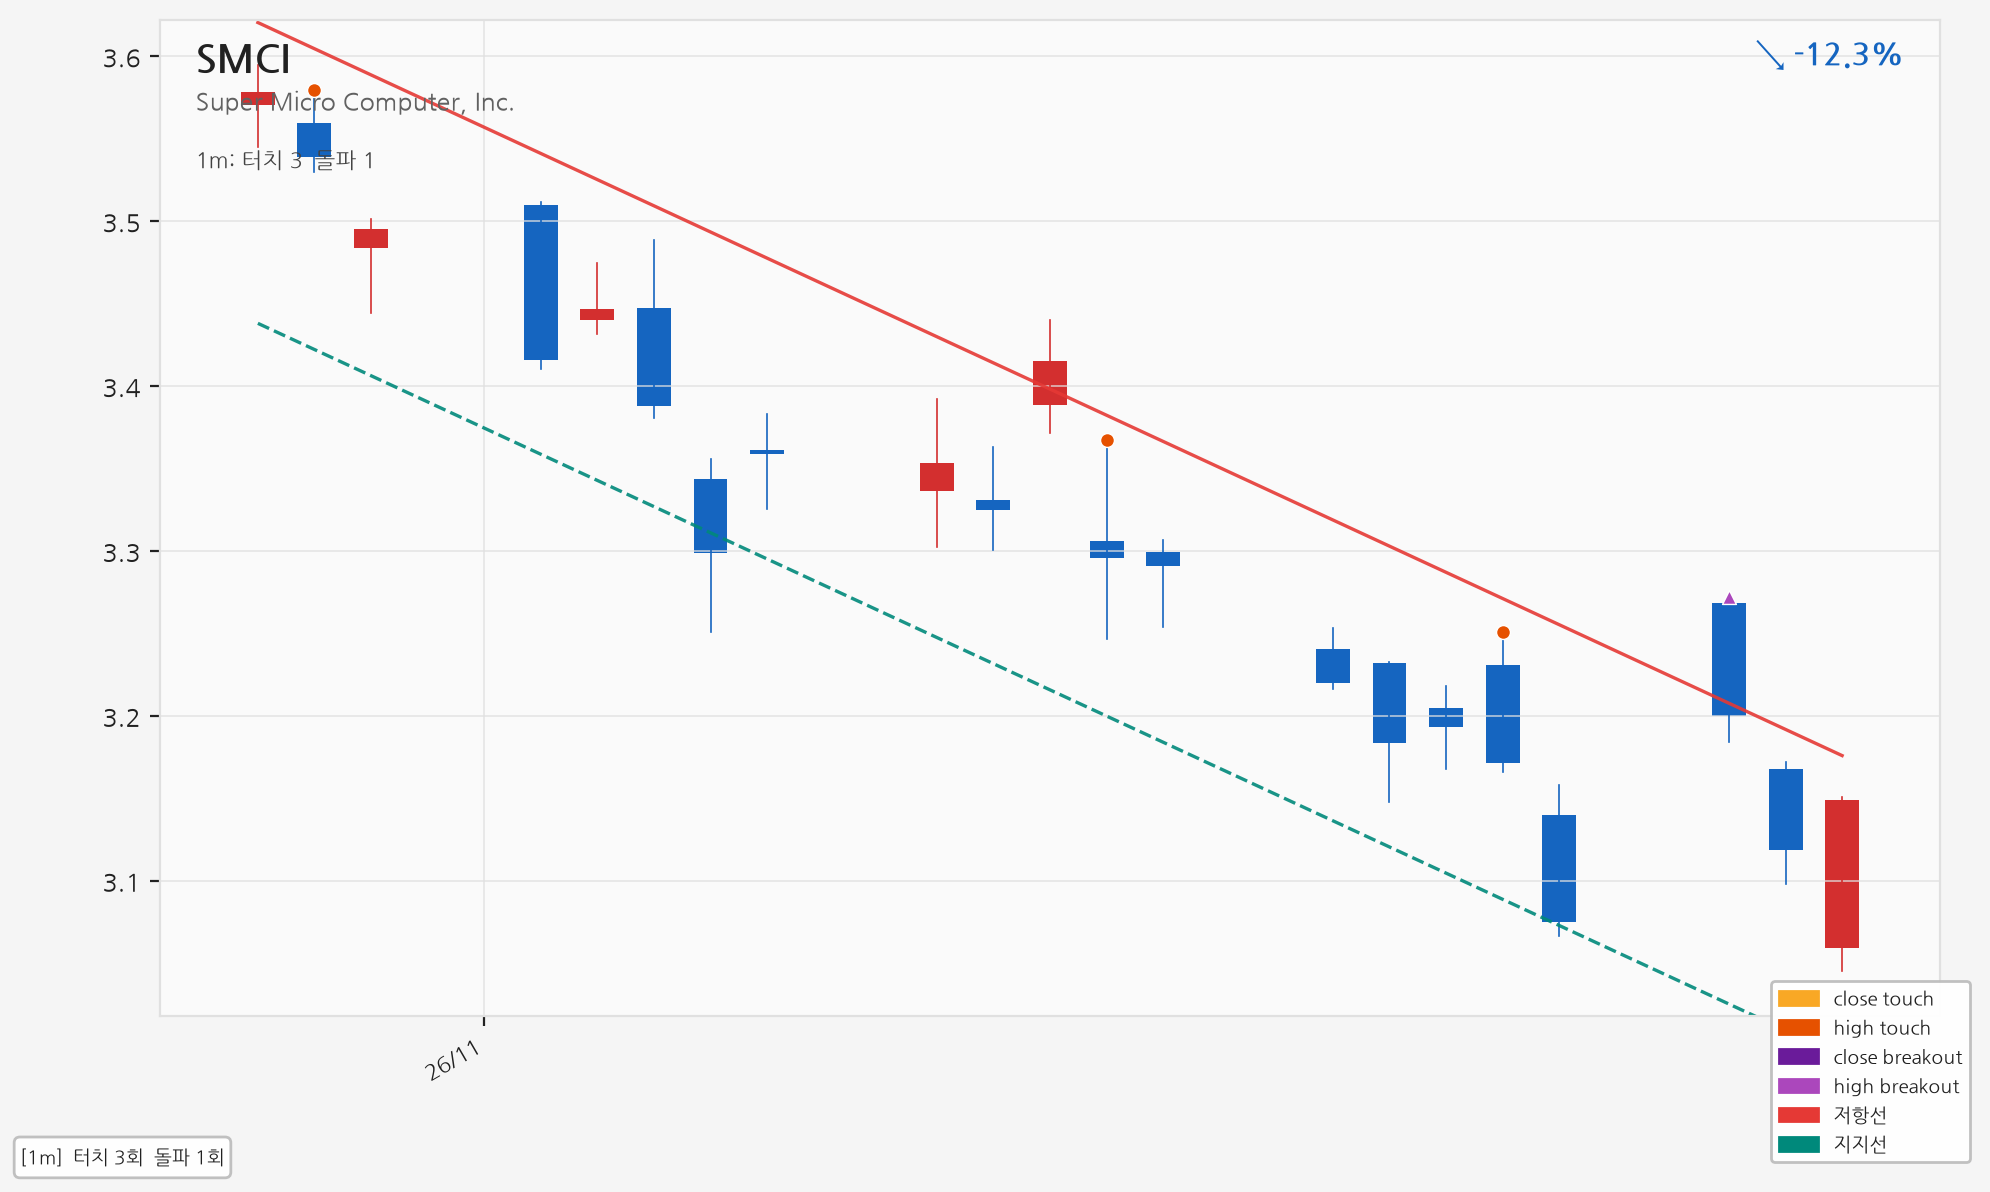 SMCI
Super Micro Computer, Inc.
1m: 터치 3  돌파 1
-12.3%
3.6
3.5
3.4
3.3
3.2
3.1
26/11
close touch
high touch
close breakout
high breakout
저항선
지지선
[1m]  터치 3회  돌파 1회